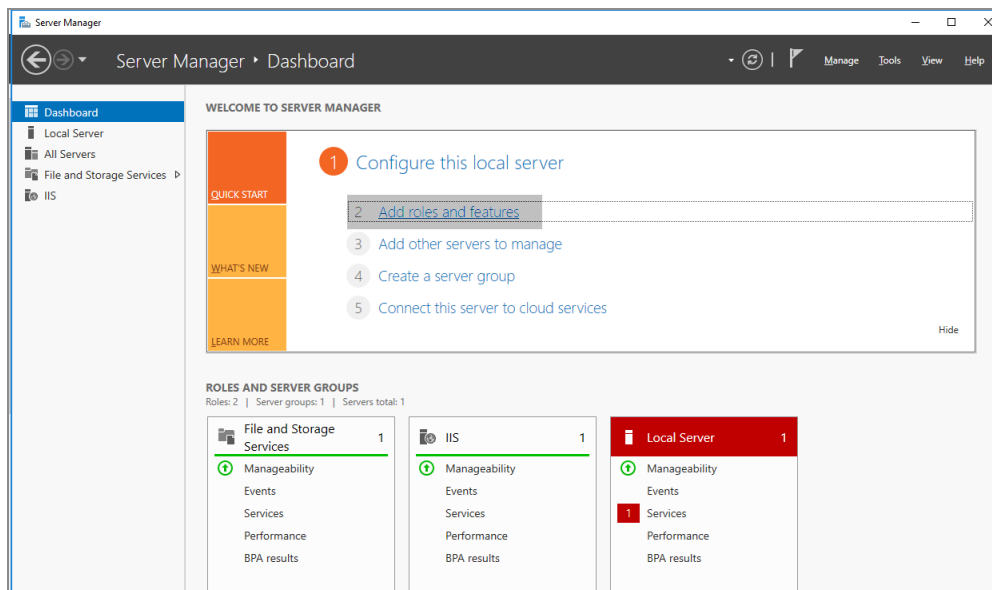 Server Manager
Server Manager • Dashboard
Manage Tools View Help
Dashboard
Local Server
All Servers
File and Storage Services
IIS
WELCOME TO SERVER MANAGER
QUICK START
WHAT'S NEW
LEARN MORE
1 Configure this local server
2 Add roles and features
3 Add other servers to manage
4 Create a server group
5 Connect this server to cloud services
Hide
ROLES AND SERVER GROUPS
Roles: 2 | Server groups: 1 | Servers total: 1
File and Storage
Services 1
Manageability
Events
Services
Performance
BPA results
IIS 1
Manageability
Events
Services
Performance
BPA results
Local Server 1
Manageability
Events
1 Services
Performance
BPA results